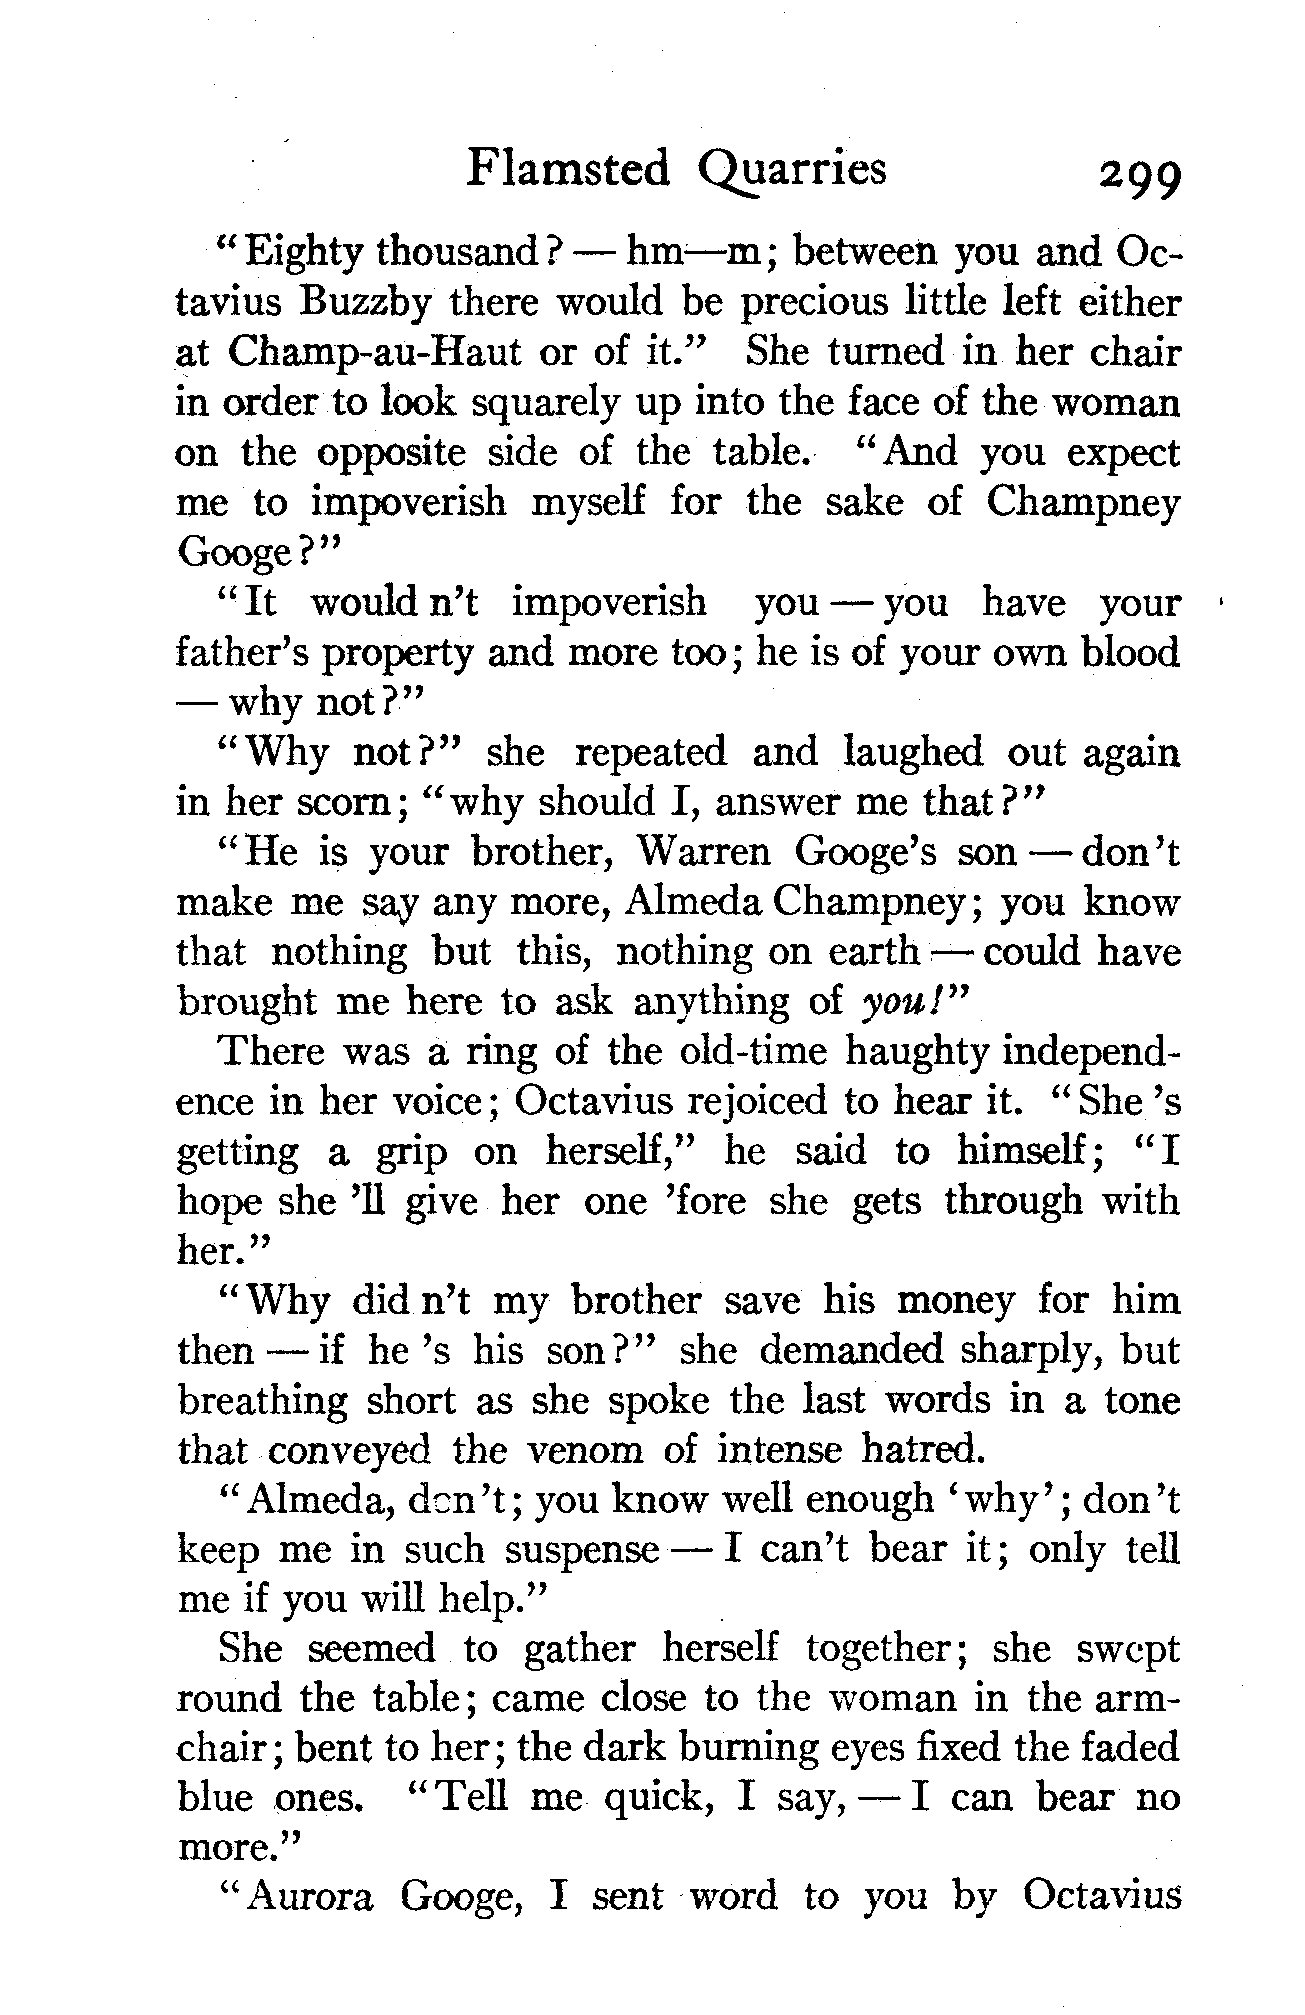 Flamsted Quarries 299
"Eighty thousand? — hm—m; between you and Oc-
tavius Buzzby there would be precious little left either
at Champ-au-Haut or of it." She turned in her chair
in order to look squarely up into the face of the woman
on the opposite side of the table. "And you expect
me to impoverish myself for the sake of Champney
Googe?"
"It would n't impoverish you — you have your
father's property and more too; he is of your own blood
— why not?"
"Why not?" she repeated and laughed out again
in her scorn; "why should I, answer me that?"
"He is your brother, Warren Googe's son — don't
make me say any more, Almeda Champney; you know
that nothing but this, nothing on earth — could have
brought me here to ask anything of you!"
There was a ring of the old-time haughty independ-
ence in her voice; Octavius rejoiced to hear it. "She 's
getting a grip on herself," he said to himself; "I
hope she 'll give her one 'fore she gets through with
her."
"Why did n't my brother save his money for him
then — if he 's his son?" she demanded sharply, but
breathing short as she spoke the last words in a tone
that conveyed the venom of intense hatred.
"Almeda, don't; you know well enough 'why'; don't
keep me in such suspense — I can't bear it; only tell
me if you will help."
She seemed to gather herself together; she swept
round the table; came close to the woman in the arm-
chair; bent to her; the dark burning eyes fixed the faded
blue ones. "Tell me quick, I say, — I can bear no
more."
"Aurora Googe, I sent word to you by Octavius